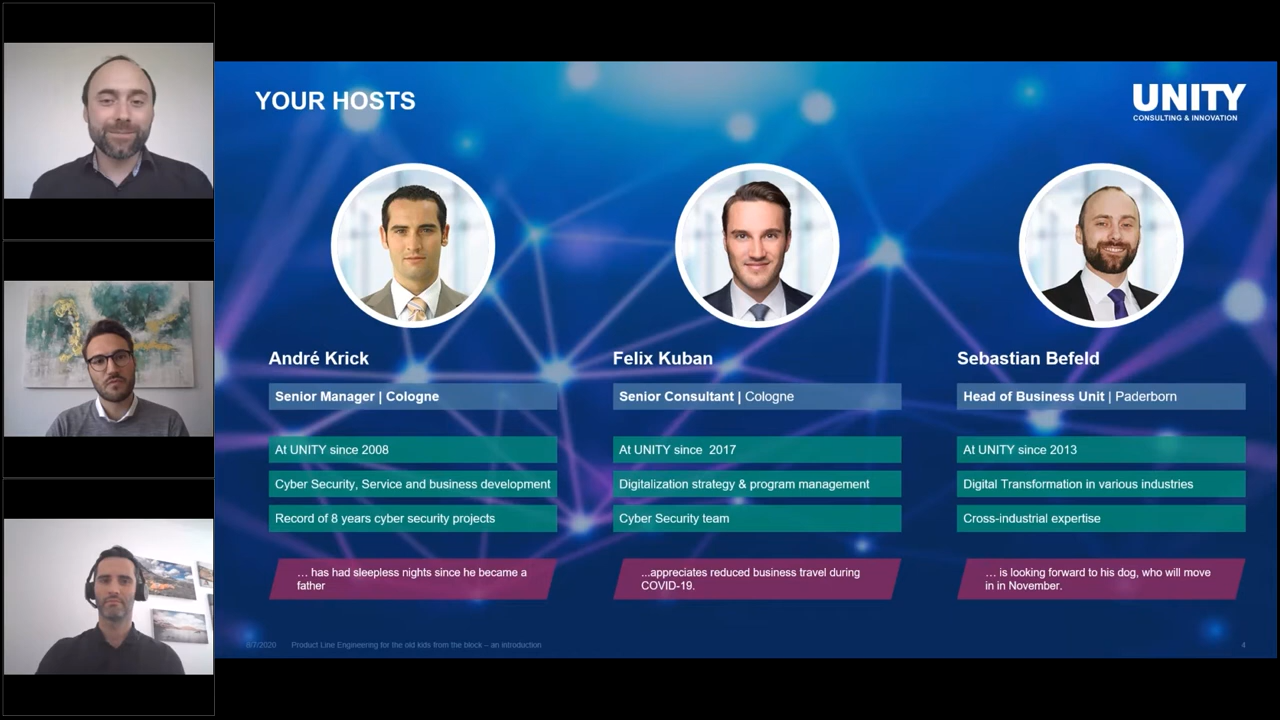 YOUR HOSTS
UNITY
CONSULTING & INNOVATION
André Krick
Senior Manager | Cologne
At UNITY since 2008
Cyber Security, Service and business development
Record of 8 years cyber security projects
… has had sleepless nights since he became a
father
Felix Kuban
Senior Consultant | Cologne
At UNITY since 2017
Digitalization strategy & program management
Cyber Security team
...appreciates reduced business travel during
COVID-19.
Sebastian Befeld
Head of Business Unit | Paderborn
At UNITY since 2013
Digital Transformation in various industries
Cross-industrial expertise
… is looking forward to his dog, who will move
in in November.
8/7/2020 Product Line Engineering for the old kids from the block – an introduction
4